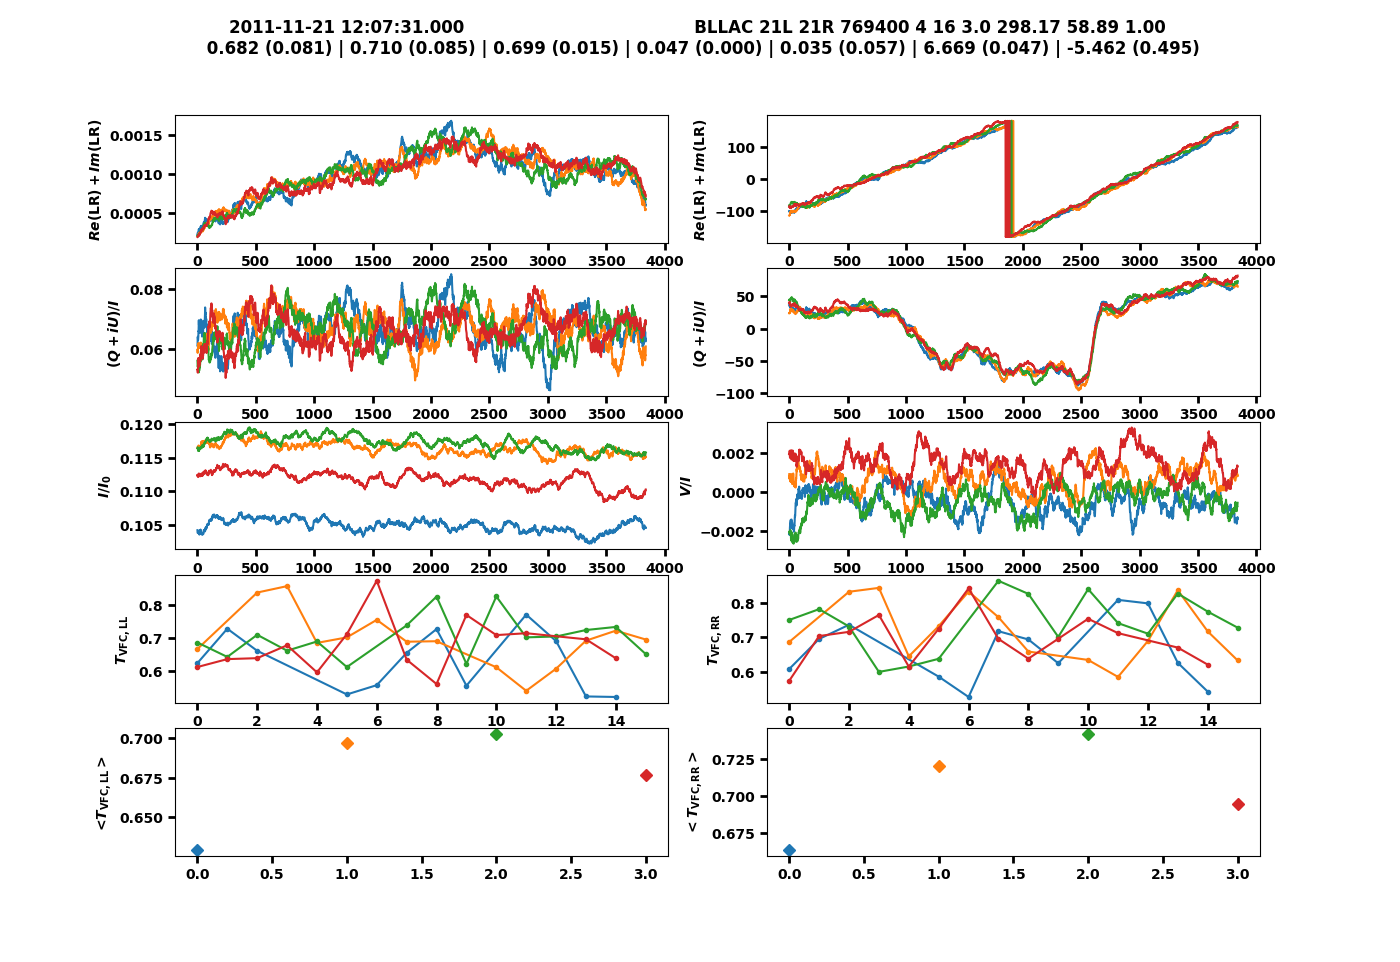 2011-11-21 12:07:31.000 BLLAC 21L 21R 769400 4 16 3.0 298.17 58.89 1.00
0.682 (0.081) | 0.710 (0.085) | 0.699 (0.015) | 0.047 (0.000) | 0.035 (0.057) | 6.669 (0.047) | -5.462 (0.495)
Re(LR) + Im(LR)
0.0015
0.0010
0.0005
0 500 1000 1500 2000 2500 3000 3500 4000
Re(LR) + Im(LR)
100
0
−100
0 500 1000 1500 2000 2500 3000 3500 4000
(Q + iU)/I
0.08
0.06
0 500 1000 1500 2000 2500 3000 3500 4000
(Q + iU)/I
50
0
−50
−100
0 500 1000 1500 2000 2500 3000 3500 4000
I/I0
0.120
0.115
0.110
0.105
0 500 1000 1500 2000 2500 3000 3500 4000
V/I
0.002
0.000
−0.002
0 500 1000 1500 2000 2500 3000 3500 4000
TVFC, LL
0.8
0.7
0.6
0 2 4 6 8 10 12 14
TVFC, RR
0.8
0.7
0.6
0 2 4 6 8 10 12 14
<TVFC, LL>
0.700
0.675
0.650
0.0 0.5 1.0 1.5 2.0 2.5 3.0
<TVFC, RR>
0.725
0.700
0.675
0.0 0.5 1.0 1.5 2.0 2.5 3.0